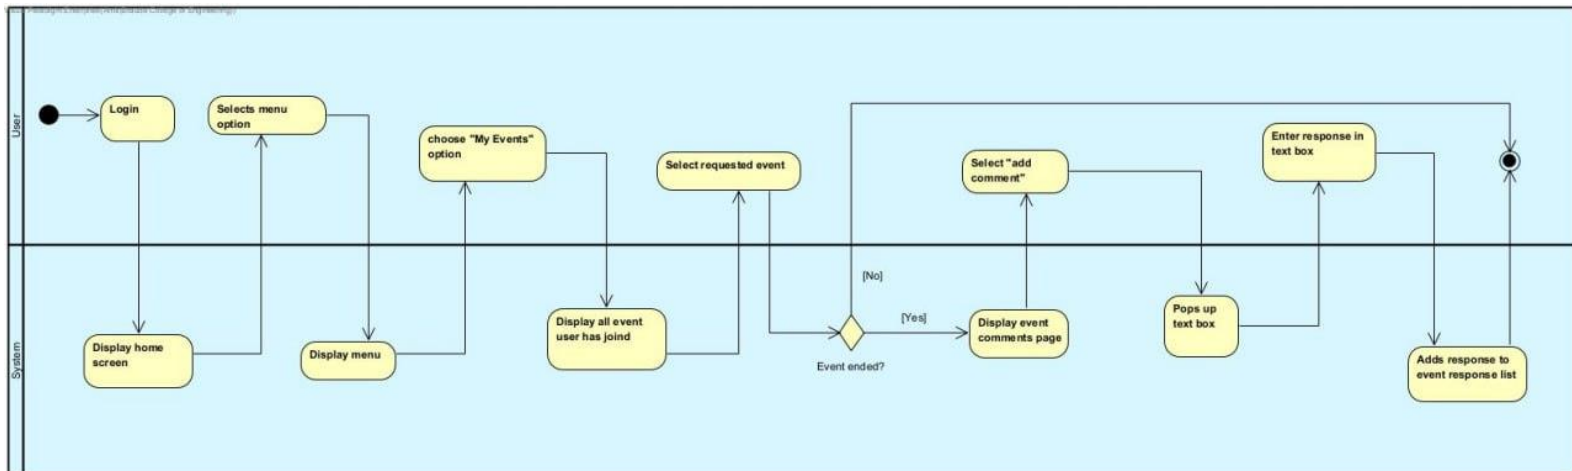 User
Login
Selects menu
option
choose "My Events"
option
Select requested event
Select "add
comment"
Enter response in
text box
System
Display home
screen
Display menu
Display all event
user has joind
[No]
[Yes]
Event ended?
Display event
comments page
Pops up
text box
Adds response to
event response list